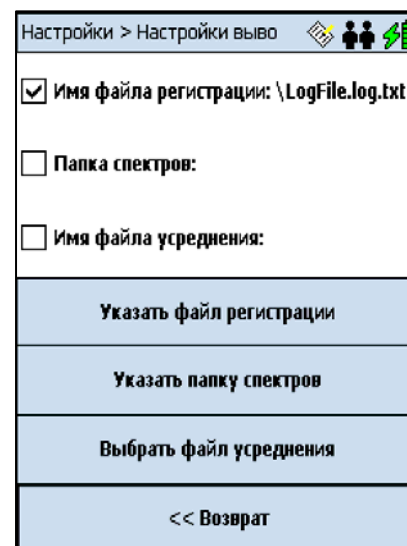 Настройки > Настройки выво
Имя файла регистрации: \LogFile.log.txt
Папка спектров:
Имя файла усреднения:
Указать файл регистрации
Указать папку спектров
Выбрать файл усреднения
<< Возврат